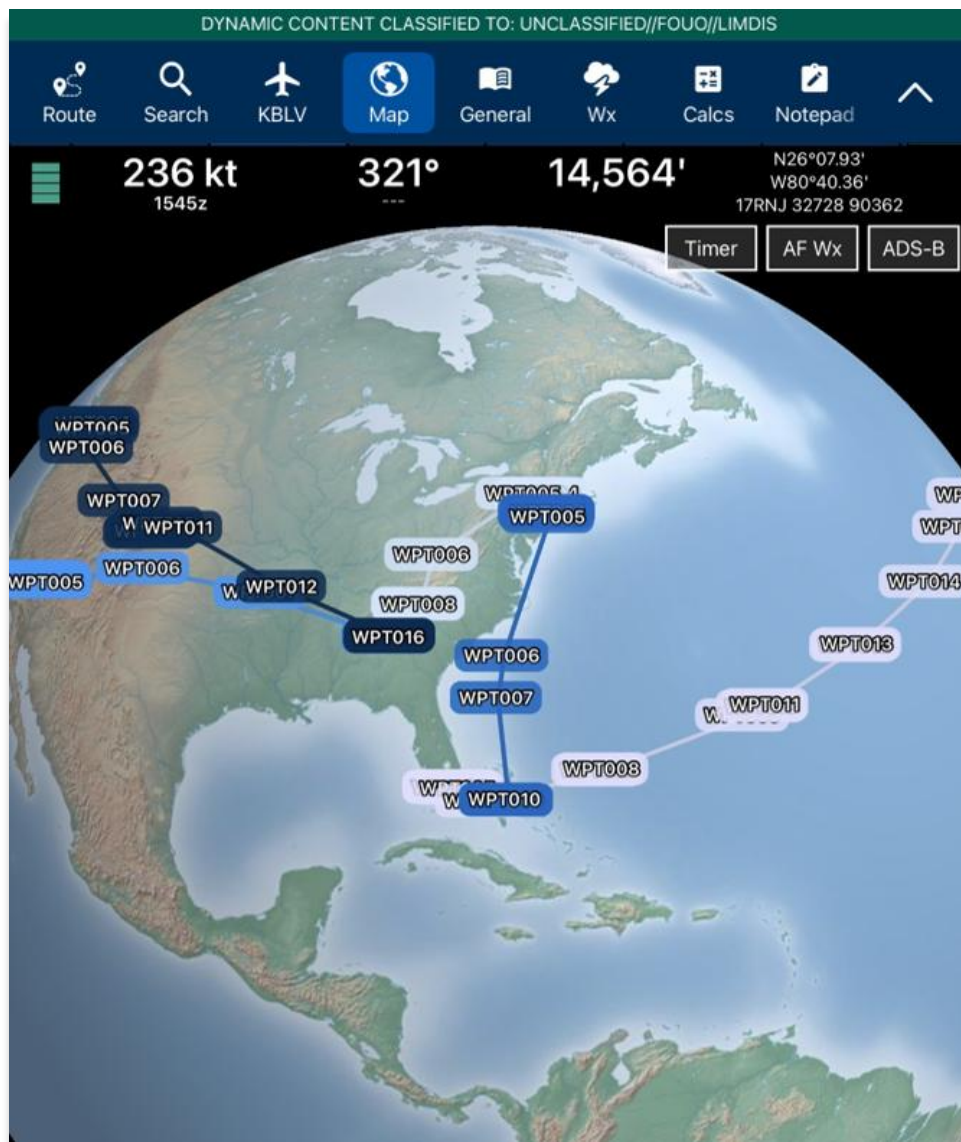 DYNAMIC CONTENT CLASSIFIED TO: UNCLASSIFIED//FOUO//LIMDIS
Route
Search
KBLV
Map
General
Wx
Calcs
Notepad
236 kt
1545z
321°
---
14,564'
N26°07.93'
W80°40.36'
17RNJ 32728 90362
Timer
AF Wx
ADS-B
WPT005
WPT006
WPT007
WPT011
WPT005
WPT006
WPT012
WPT016
WPT005
WPT006
WPT008
WPT006
WPT007
WPT010
WPT008
WPT011
WPT013
WPT014